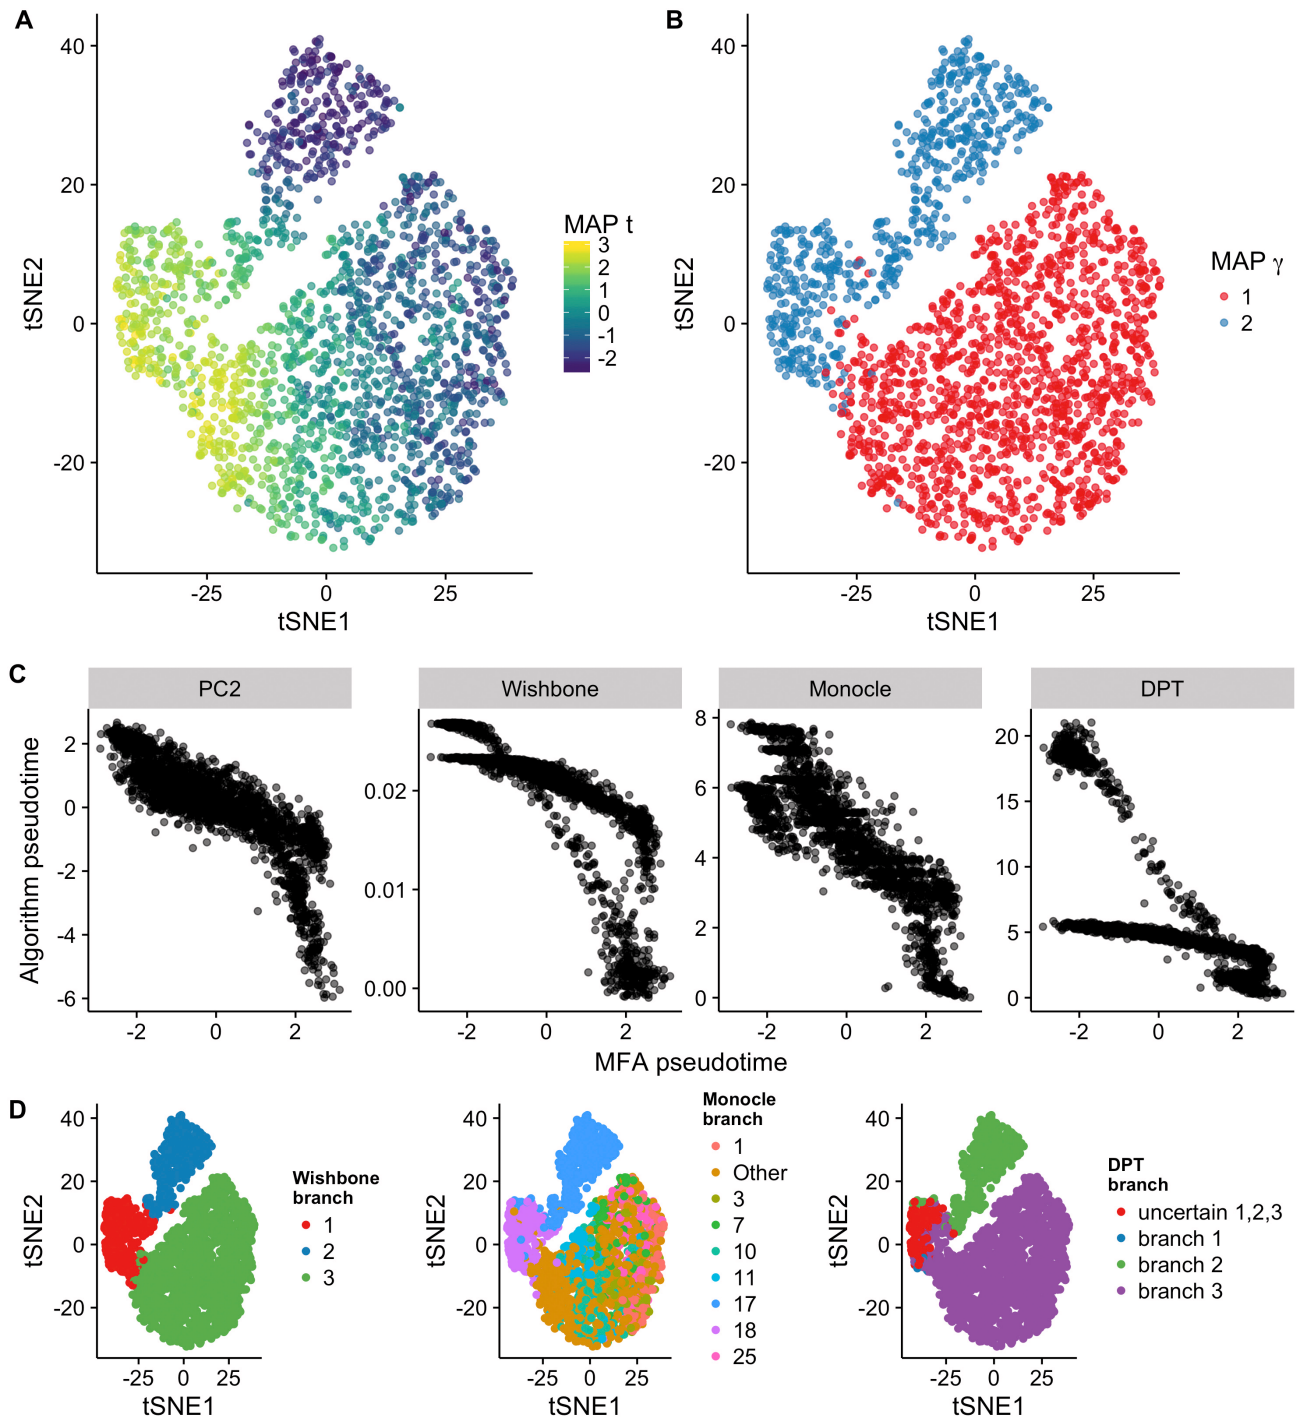 A
40
20
0
-20
tSNE2
-25
0
25
tSNE1
MAP t
3
2
1
0
-1
-2
B
40
20
0
-20
tSNE2
-25
0
25
tSNE1
MAP γ
1
2
C
PC2
Wishbone
Monocle
DPT
Algorithm pseudotime
2
0
-2
-4
-6
0.02
0.01
0.00
8
6
4
2
0
20
15
10
5
0
-2 0 2
-2 0 2
-2 0 2
-2 0 2
MFA pseudotime
D
40
20
0
-20
tSNE2
-25 0 25
tSNE1
Wishbone
branch
1
2
3
40
20
0
-20
tSNE2
-25 0 25
tSNE1
Monocle
branch
1
Other
3
7
10
11
17
18
25
40
20
0
-20
tSNE2
-25 0 25
tSNE1
DPT
branch
uncertain 1,2,3
branch 1
branch 2
branch 3